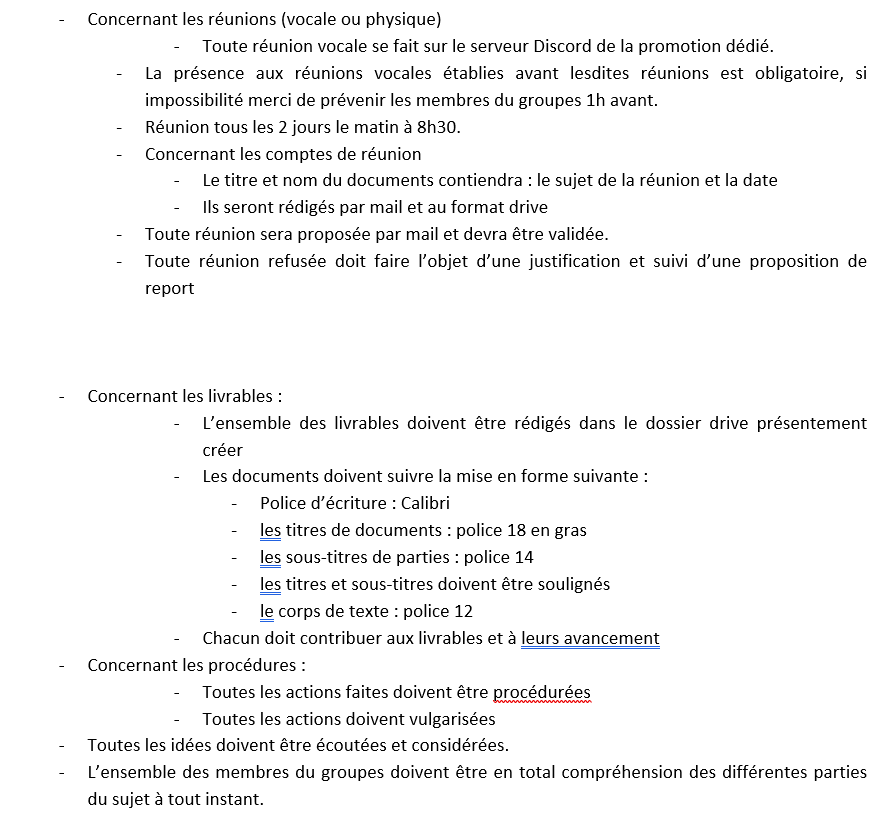 - Concernant les réunions (vocale ou physique)
- Toute réunion vocale se fait sur le serveur Discord de la promotion dédié.
- La présence aux réunions vocales établies avant lesdites réunions est obligatoire, si
impossibilité merci de prévenir les membres du groupes 1h avant.
- Réunion tous les 2 jours le matin à 8h30.
- Concernant les comptes de réunion
- Le titre et nom du documents contiendra : le sujet de la réunion et la date
- Ils seront rédigés par mail et au format drive
- Toute réunion sera proposée par mail et devra être validée.
- Toute réunion refusée doit faire l’objet d’une justification et suivi d’une proposition de
report
- Concernant les livrables :
- L’ensemble des livrables doivent être rédigés dans le dossier drive présentement
créer
- Les documents doivent suivre la mise en forme suivante :
- Police d’écriture : Calibri
- les titres de documents : police 18 en gras
- les sous-titres de parties : police 14
- les titres et sous-titres doivent être soulignés
- le corps de texte : police 12
- Chacun doit contribuer aux livrables et à leurs avancement
- Concernant les procédures :
- Toutes les actions faites doivent être procédurées
- Toutes les actions doivent vulgarisées
- Toutes les idées doivent être écoutées et considérées.
- L’ensemble des membres du groupes doivent être en total compréhension des différentes parties
du sujet à tout instant.